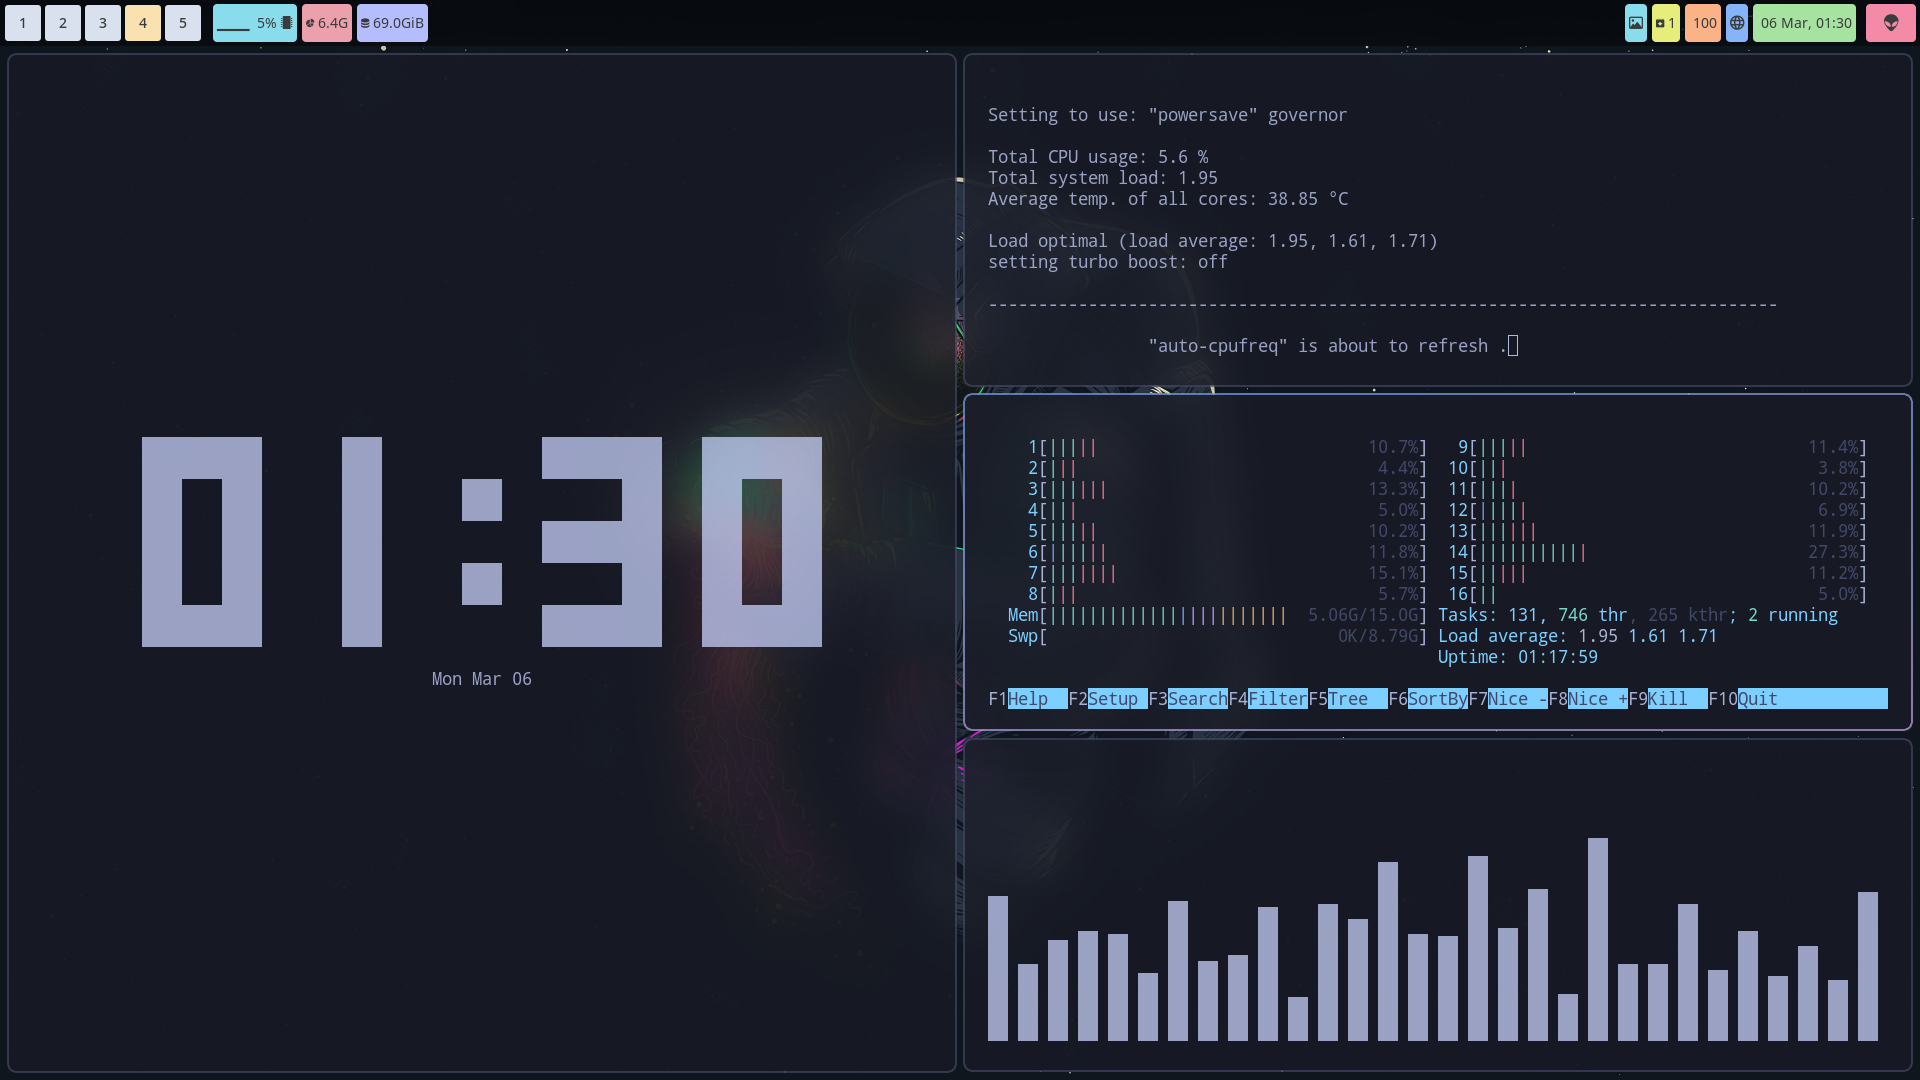 1 2 3 4 5 5% 6.4G 69.0GiB 1 100 06 Mar, 01:30
01:30
Mon Mar 06
Setting to use: "powersave" governor
Total CPU usage: 5.6 %
Total system load: 1.95
Average temp. of all cores: 38.85 °C
Load optimal (load average: 1.95, 1.61, 1.71)
setting turbo boost: off
-------------------------------------------------------------------------------
"auto-cpufreq" is about to refresh .
1[||||| 10.7%] 9[||||| 11.4%]
2[||| 4.4%] 10[||| 3.8%]
3[|||||| 13.3%] 11[|||| 10.2%]
4[||| 5.0%] 12[||||| 6.9%]
5[||||| 10.2%] 13[|||||| 11.9%]
6[|||||| 11.8%] 14[||||||||||| 27.3%]
7[||||||| 15.1%] 15[||||| 11.2%]
8[||| 5.7%] 16[|| 5.0%]
Mem[|||||||||||||||||||||||| 5.06G/15.0G] Tasks: 131, 746 thr, 265 kthr; 2 running
Swp[ 0K/8.79G] Load average: 1.95 1.61 1.71
Uptime: 01:17:59
F1Help F2Setup F3SearchF4FilterF5Tree F6SortByF7Nice -F8Nice +F9Kill F10Quit